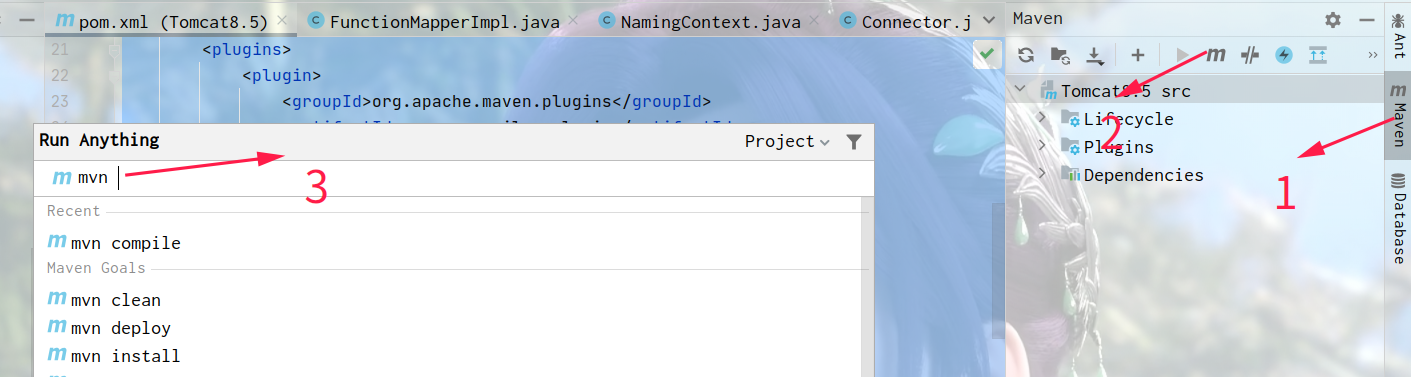 pom.xml (Tomcat8.5)
FunctionMapperImpl.java
NamingContext.java
Connector.j
Maven
21 <plugins>
22 <plugin>
23 <groupId>org.apache.maven.plugins</groupId>
Run Anything
Project
mvn
3
Recent
mvn compile
Maven Goals
mvn clean
mvn deploy
mvn install
Tomcat8.5 src
Lifecycle
2
Plugins
Dependencies
1
Ant
Maven
Database